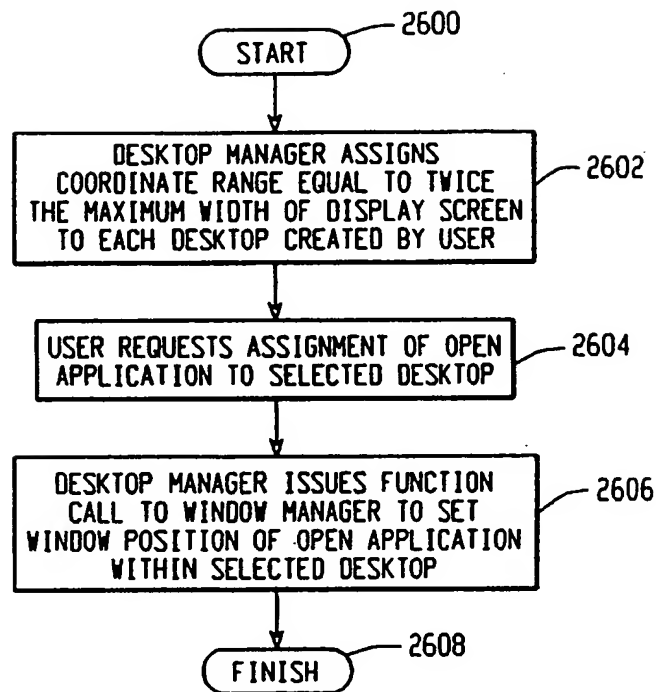 START
2600
DESKTOP MANAGER ASSIGNS
COORDINATE RANGE EQUAL TO TWICE
THE MAXIMUM WIDTH OF DISPLAY SCREEN
TO EACH DESKTOP CREATED BY USER
2602
USER REQUESTS ASSIGNMENT OF OPEN
APPLICATION TO SELECTED DESKTOP
2604
DESKTOP MANAGER ISSUES FUNCTION
CALL TO WINDOW MANAGER TO SET
WINDOW POSITION OF OPEN APPLICATION
WITHIN SELECTED DESKTOP
2606
FINISH
2608